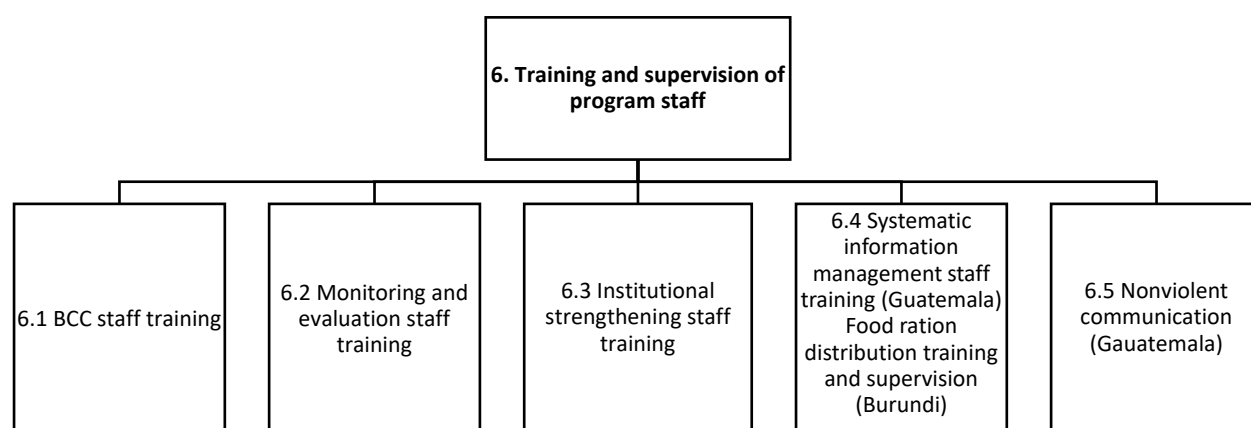 6. Training and supervision of
program staff
6.1 BCC staff training
6.2 Monitoring and
evaluation staff
training
6.3 Institutional
strengthening staff
training
6.4 Systematic
information
management staff
training (Guatemala)
Food ration
distribution training
and supervision
(Burundi)
6.5 Nonviolent
communication
(Gauatemala)